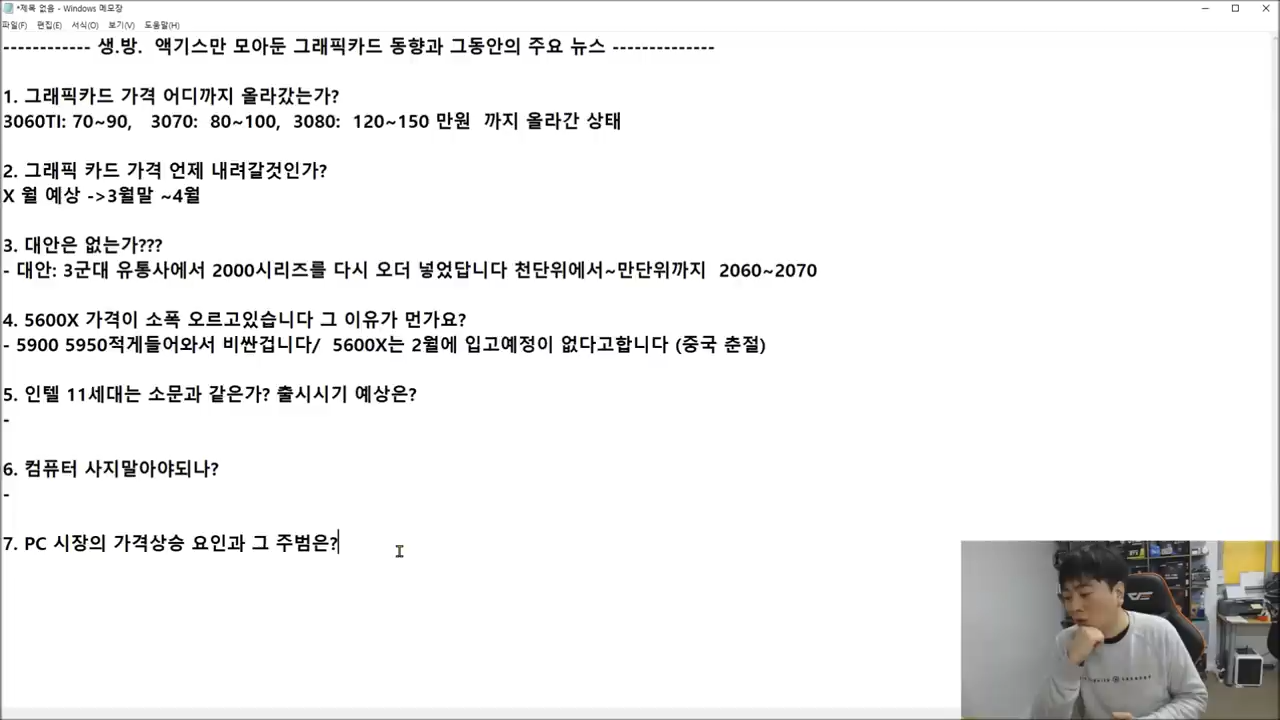 *제목 없음 - Windows 메모장
파일(F) 편집(E) 서식(O) 보기(V) 도움말(H)
------------ 생.방. 액기스만 모아둔 그래픽카드 동향과 그동안의 주요 뉴스 --------------
1. 그래픽카드 가격 어디까지 올라갔는가?
3060TI: 70~90, 3070: 80~100, 3080: 120~150 만원 까지 올라간 상태
2. 그래픽 카드 가격 언제 내려갈것인가?
X 월 예상 ->3월말 ~4월
3. 대안은 없는가???
- 대안: 3군대 유통사에서 2000시리즈를 다시 오더 넣었답니다 천단위에서~만단위까지 2060~2070
4. 5600X 가격이 소폭 오르고있습니다 그 이유가 먼가요?
- 5900 5950적게들어와서 비싼겁니다/ 5600X는 2월에 입고예정이 없다고합니다 (중국 춘절)
5. 인텔 11세대는 소문과 같은가? 출시시기 예상은?
-
6. 컴퓨터 사지말아야되나?
-
7. PC 시장의 가격상승 요인과 그 주범은?